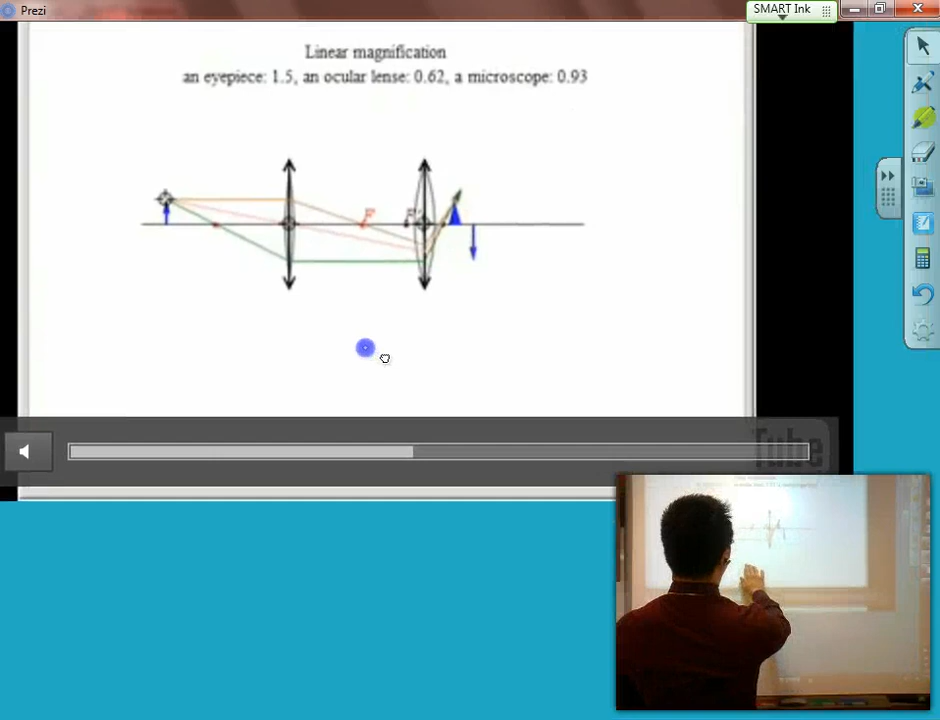 Prezi
SMART Ink
Linear magnification
an eyepiece: 1.5, an ocular lense: 0.62, a microscope: 0.93
F
F
Tube